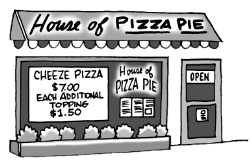 House of PIZZA PIE
CHEEZE PIZZA
$7.00
EACH ADDITIONAL
TOPPING
$1.50
House of
PIZZA PIE
OPEN